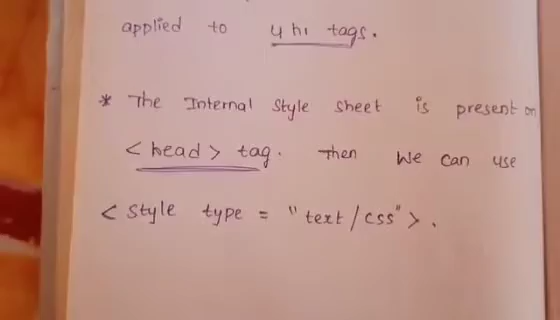 applied to 4 h1 tags.
* The Internal style sheet is present on
<head> tag. Then We can use
<style type = "text/css">.